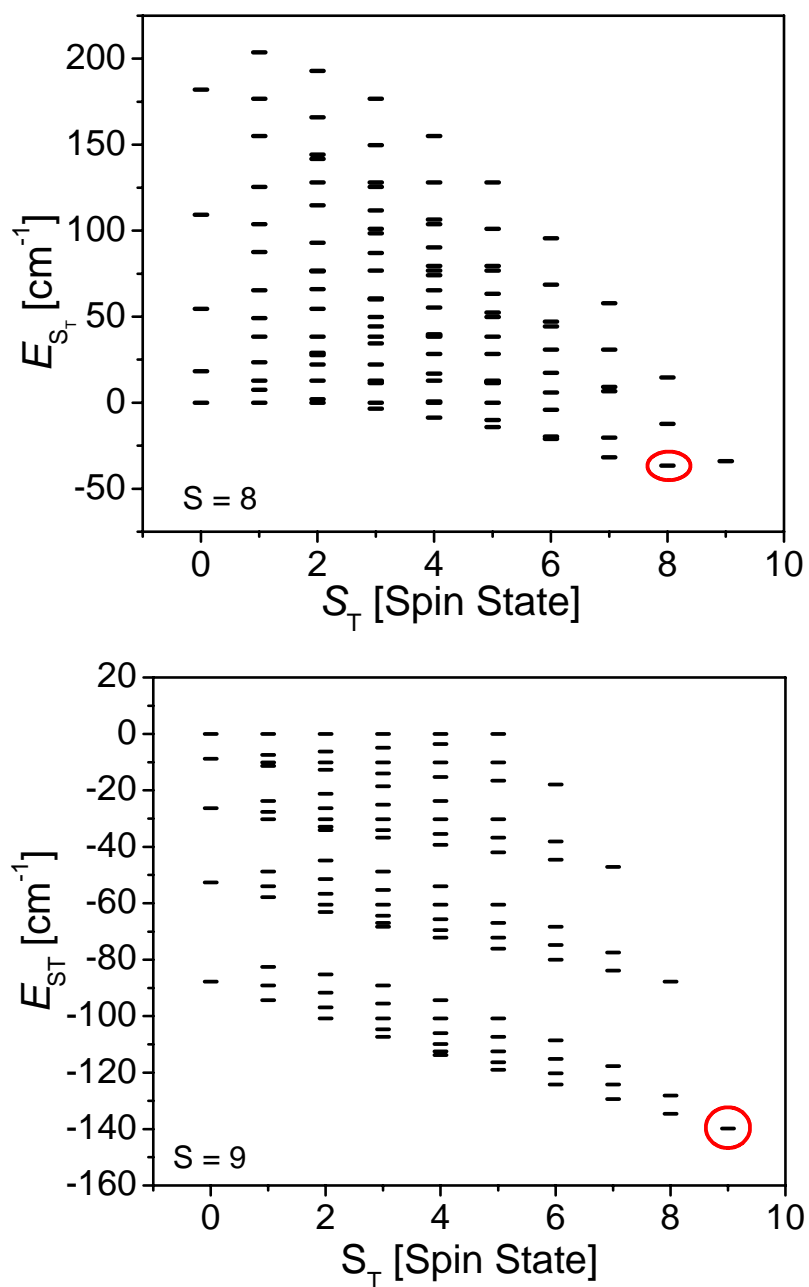 200
150
100
50
0
-50
E_{S_T} [cm^{-1}]
S = 8
0 2 4 6 8 10
S_T [Spin State]
20
0
-20
-40
-60
-80
-100
-120
-140
-160
E_{ST} [cm^{-1}]
S = 9
0 2 4 6 8 10
S_T [Spin State]